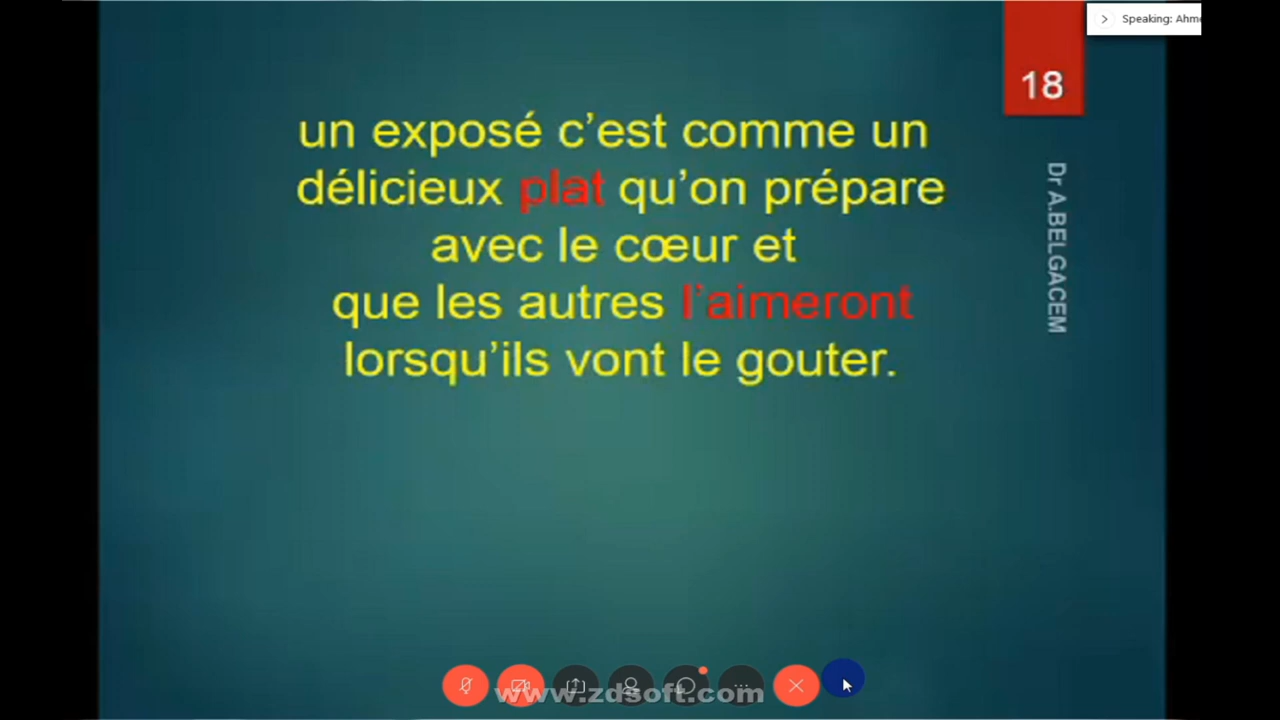 Speaking: Ahme
18
un exposé c’est comme un
délicieux plat qu’on prépare
avec le cœur et
que les autres l’aimeront
lorsqu’ils vont le gouter.
Dr A.BELGACEM
www.zdsoft.com